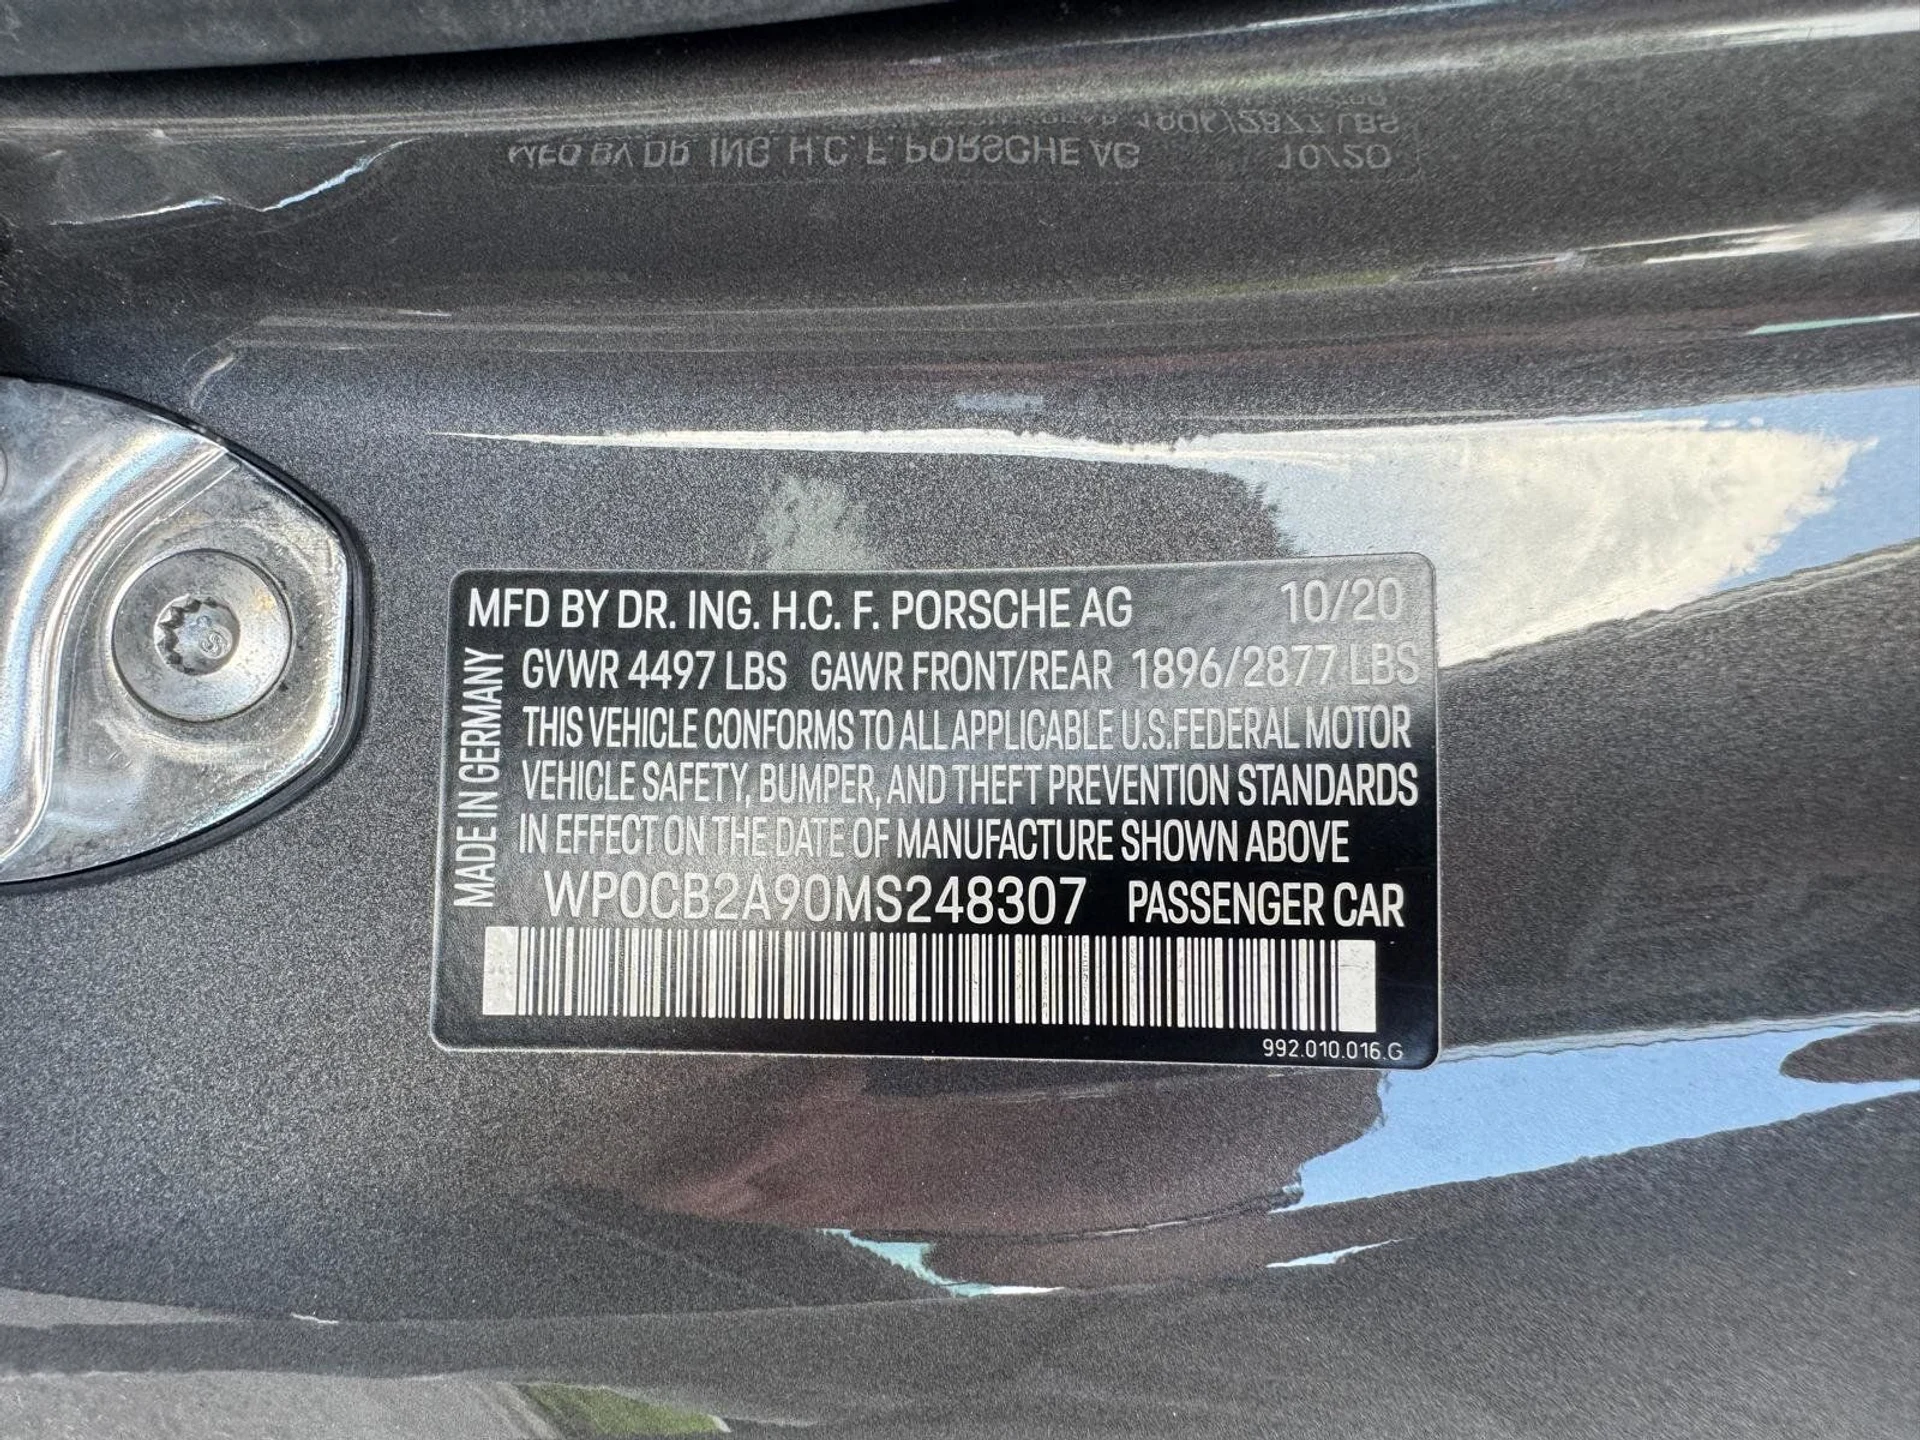 MFD BY DR. ING. H.C. F. PORSCHE AG 10/20
GVWR 4497 LBS GAWR FRONT/REAR 1896/2877 LBS
THIS VEHICLE CONFORMS TO ALL APPLICABLE U.S.FEDERAL MOTOR
VEHICLE SAFETY, BUMPER, AND THEFT PREVENTION STANDARDS
IN EFFECT ON THE DATE OF MANUFACTURE SHOWN ABOVE
WP0CB2A90MS248307 PASSENGER CAR
MADE IN GERMANY
992.010.016.G